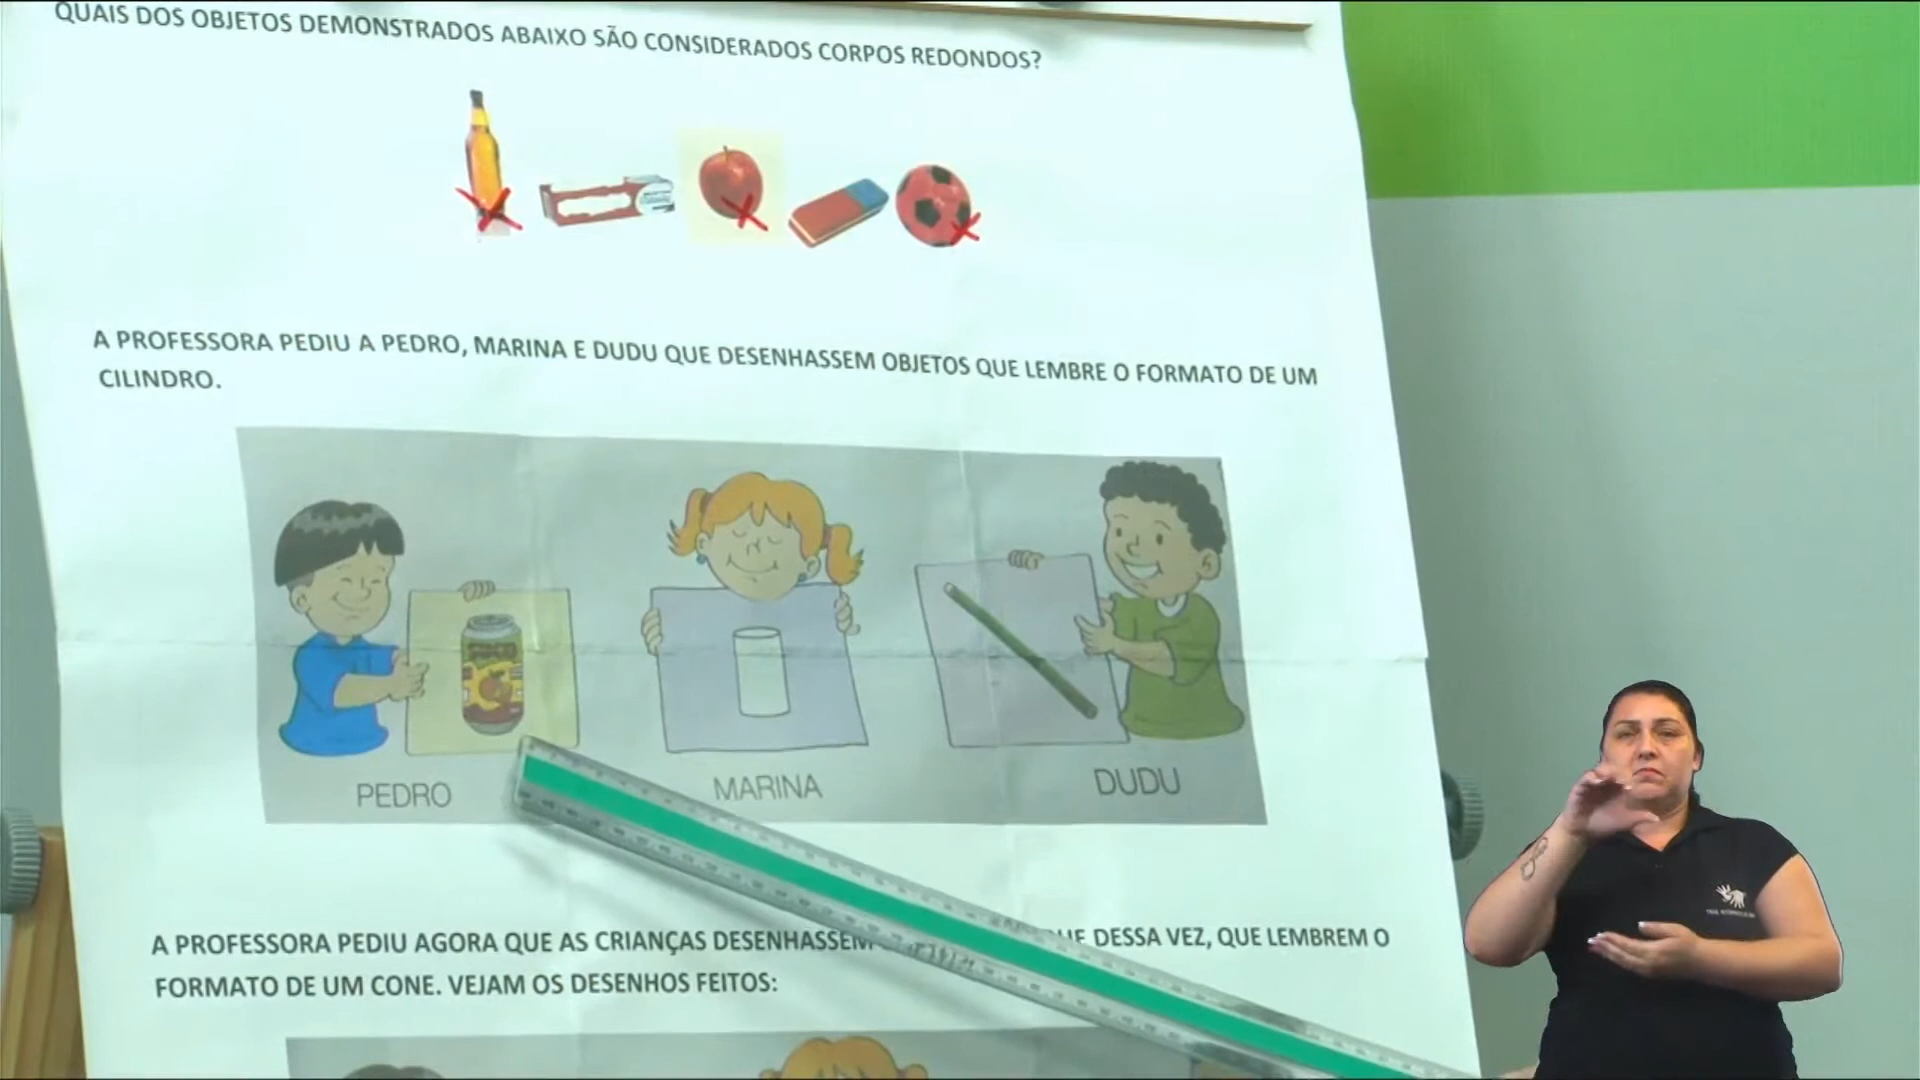 QUAIS DOS OBJETOS DEMONSTRADOS ABAIXO SÃO CONSIDERADOS CORPOS REDONDOS?
A PROFESSORA PEDIU A PEDRO, MARINA E DUDU QUE DESENHASSEM OBJETOS QUE LEMBRE O FORMATO DE UM
CILINDRO.
SUCO
PEDRO
MARINA
DUDU
A PROFESSORA PEDIU AGORA QUE AS CRIANÇAS DESENHASSEM DESSA VEZ, QUE LEMBREM O
FORMATO DE UM CONE. VEJAM OS DESENHOS FEITOS: